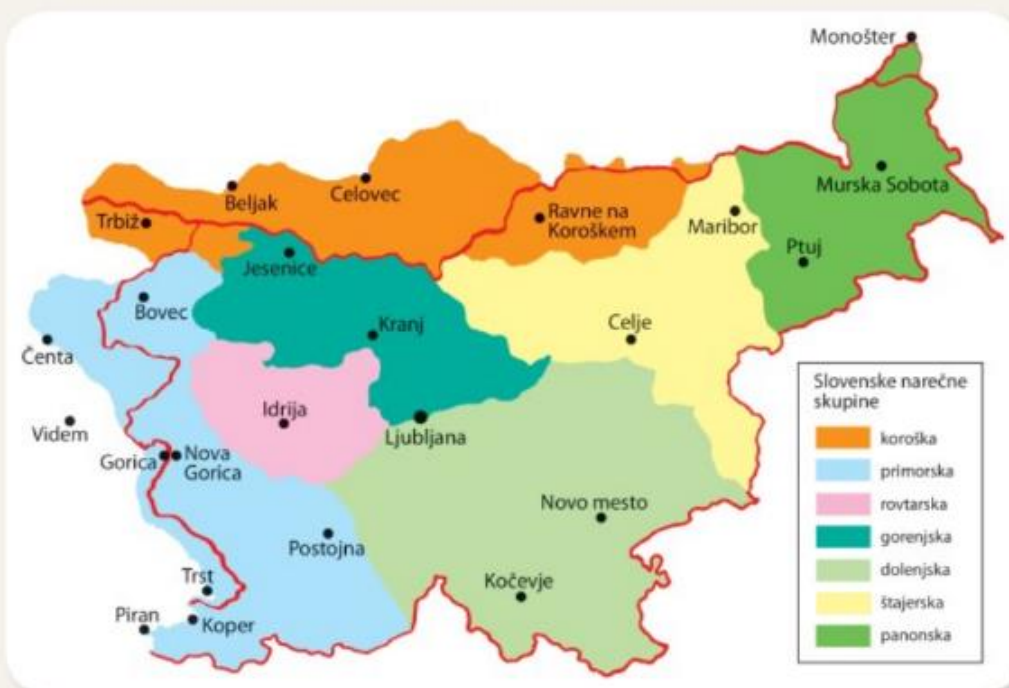 Monošter
Murska Sobota
Celovec
Beljak
Ravne na
Koroškem
Maribor
Trbiž
Ptuj
Jesenice
Bovec
Kranj
Celje
Čenta
Idrija
Videm
Ljubljana
Gorica
Nova
Gorica
Novo mesto
Postojna
Kočevje
Trst
Piran
Koper
Slovenske narečne
skupine
koroška
primorska
rovtarska
gorenjska
dolenjska
štajerska
panonska